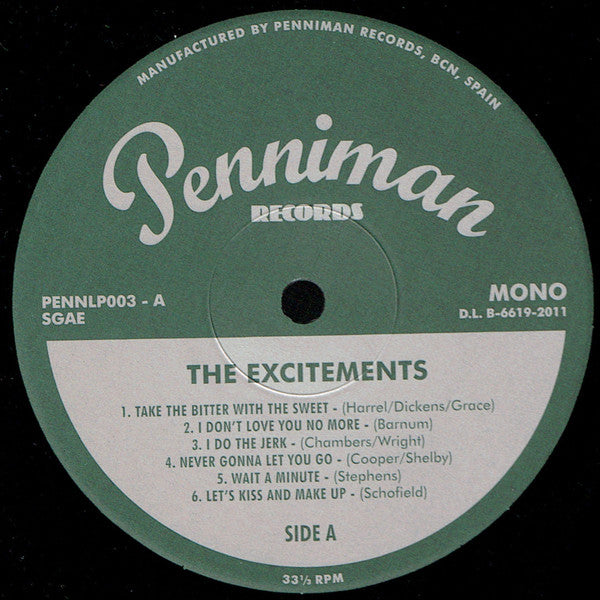 MANUFACTURED BY PENNIMAN RECORDS, BCN, SPAIN
Penniman
RECORDS
PENNLP003 - A
SGAE
MONO
D.L. B-6619-2011
THE EXCITEMENTS
1. TAKE THE BITTER WITH THE SWEET - (Harrel/Dickens/Grace)
2. I DON'T LOVE YOU NO MORE - (Barnum)
3. I DO THE JERK - (Chambers/Wright)
4. NEVER GONNA LET YOU GO - (Cooper/Shelby)
5. WAIT A MINUTE - (Stephens)
6. LET'S KISS AND MAKE UP - (Schofield)
SIDE A
33⅓ RPM